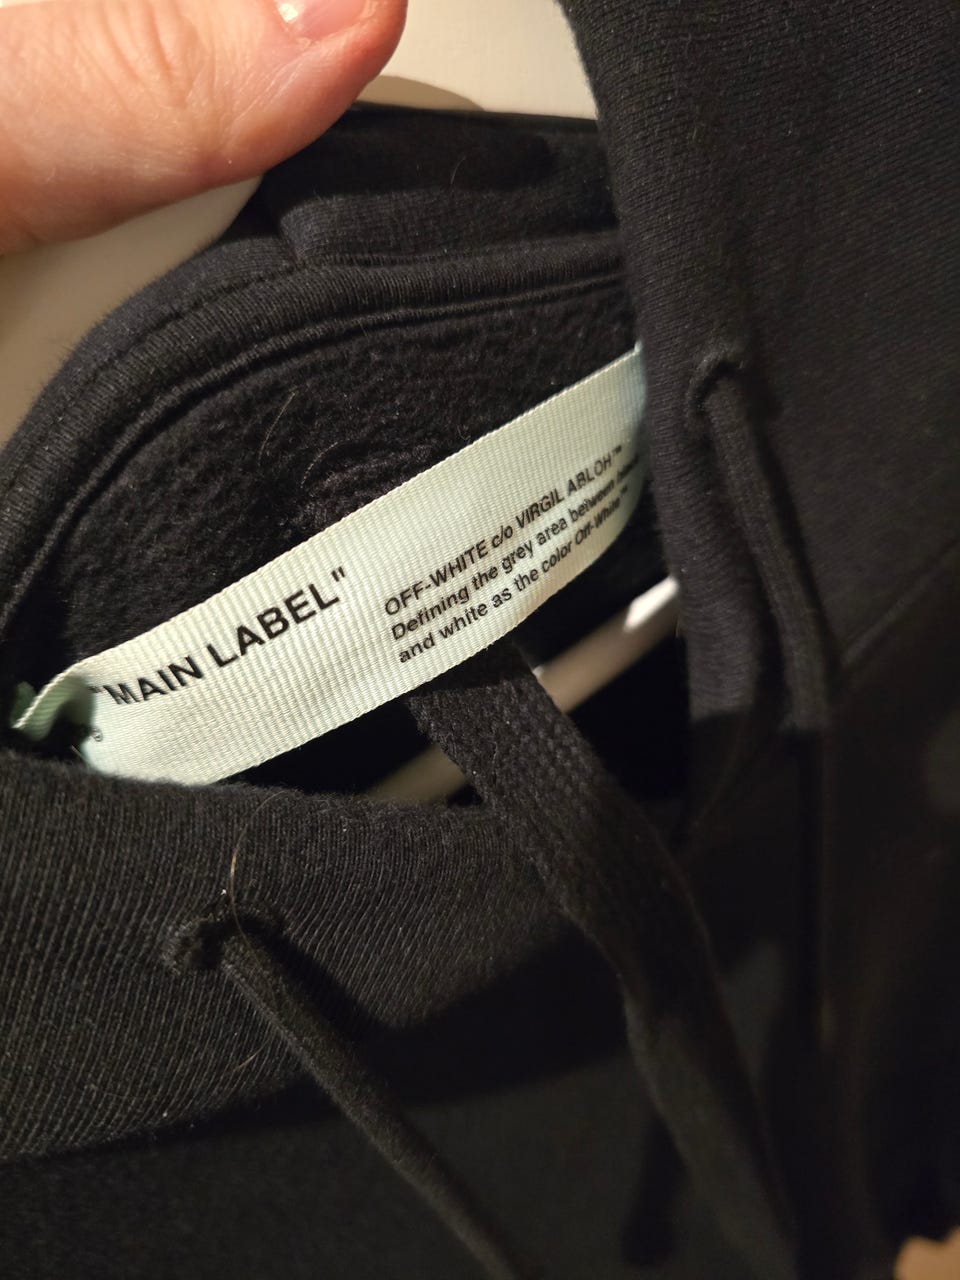 "MAIN LABEL"
OFF-WHITE c/o VIRGIL ABLOH™
Defining the grey area between
and white as the color Off-White™
®